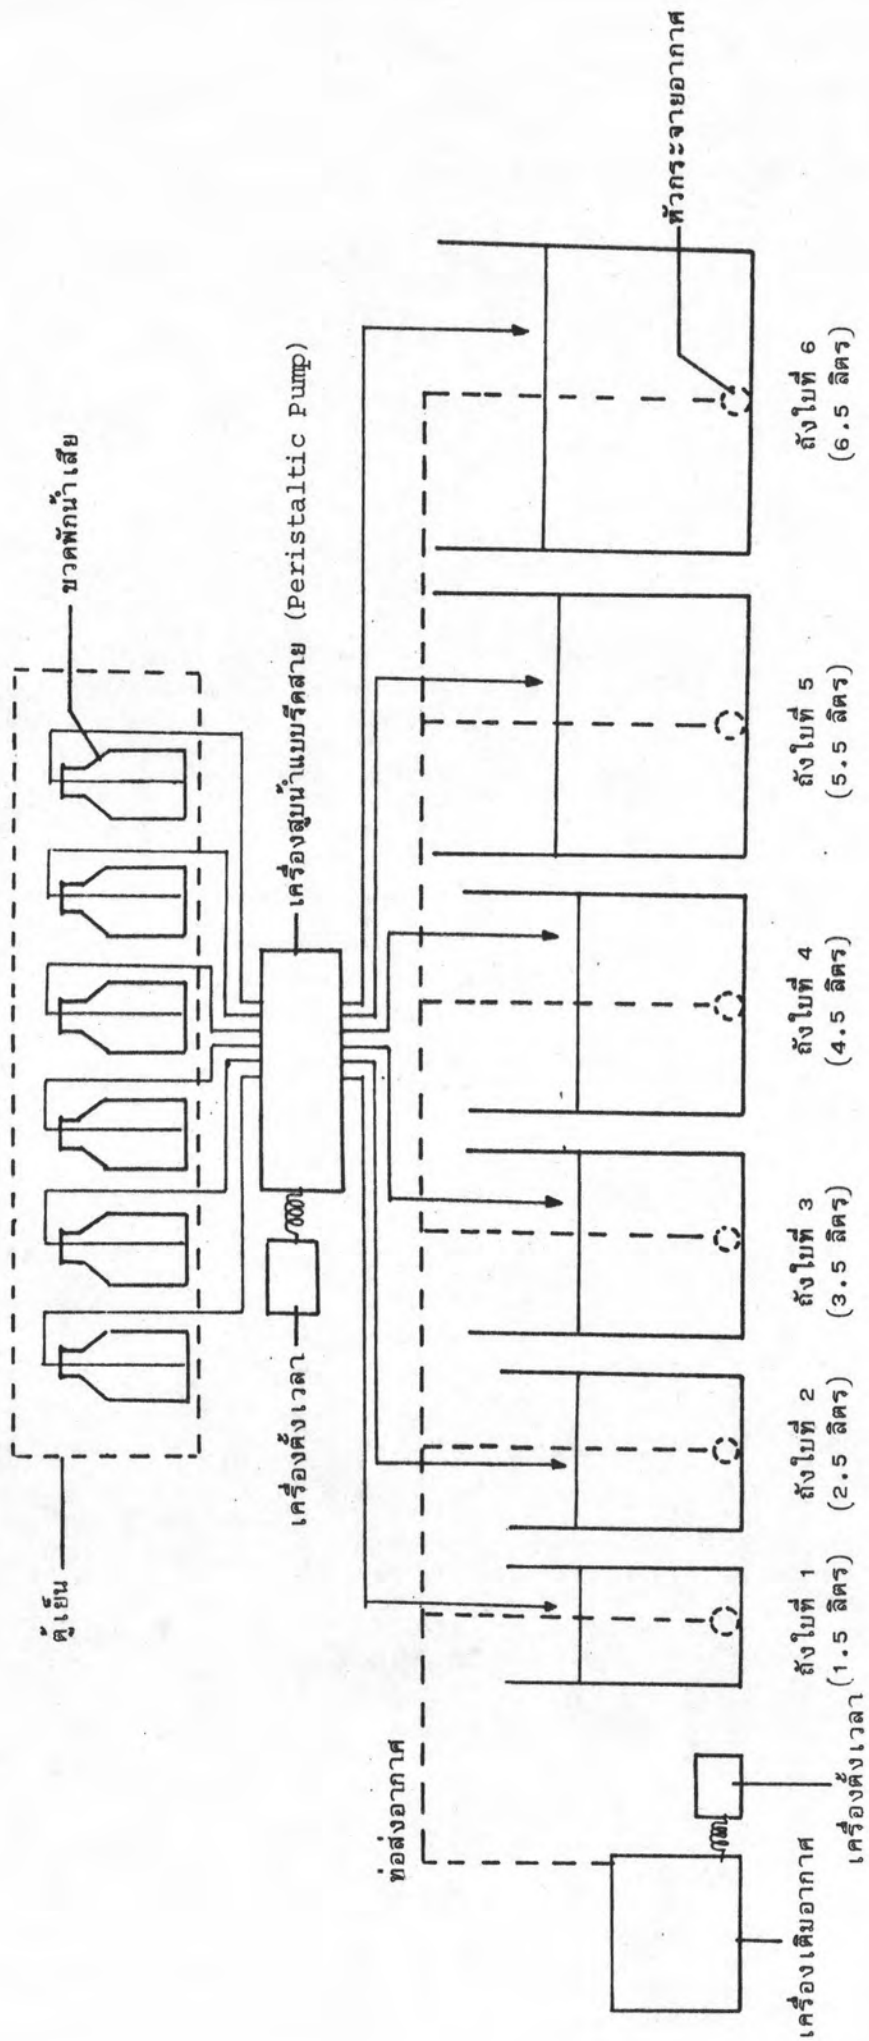 ตู้เย็น
ขวดพักน้ำเสีย
เครื่องตั้งเวลา
เครื่องสูบน้ำแบบรีดสาย (Peristaltic Pump)
ท่อส่งอากาศ
หัวกระจายอากาศ
เครื่องเติมอากาศ
เครื่องตั้งเวลา
ถังใบที่ 1
(1.5 ลิตร)
ถังใบที่ 2
(2.5 ลิตร)
ถังใบที่ 3
(3.5 ลิตร)
ถังใบที่ 4
(4.5 ลิตร)
ถังใบที่ 5
(5.5 ลิตร)
ถังใบที่ 6
(6.5 ลิตร)